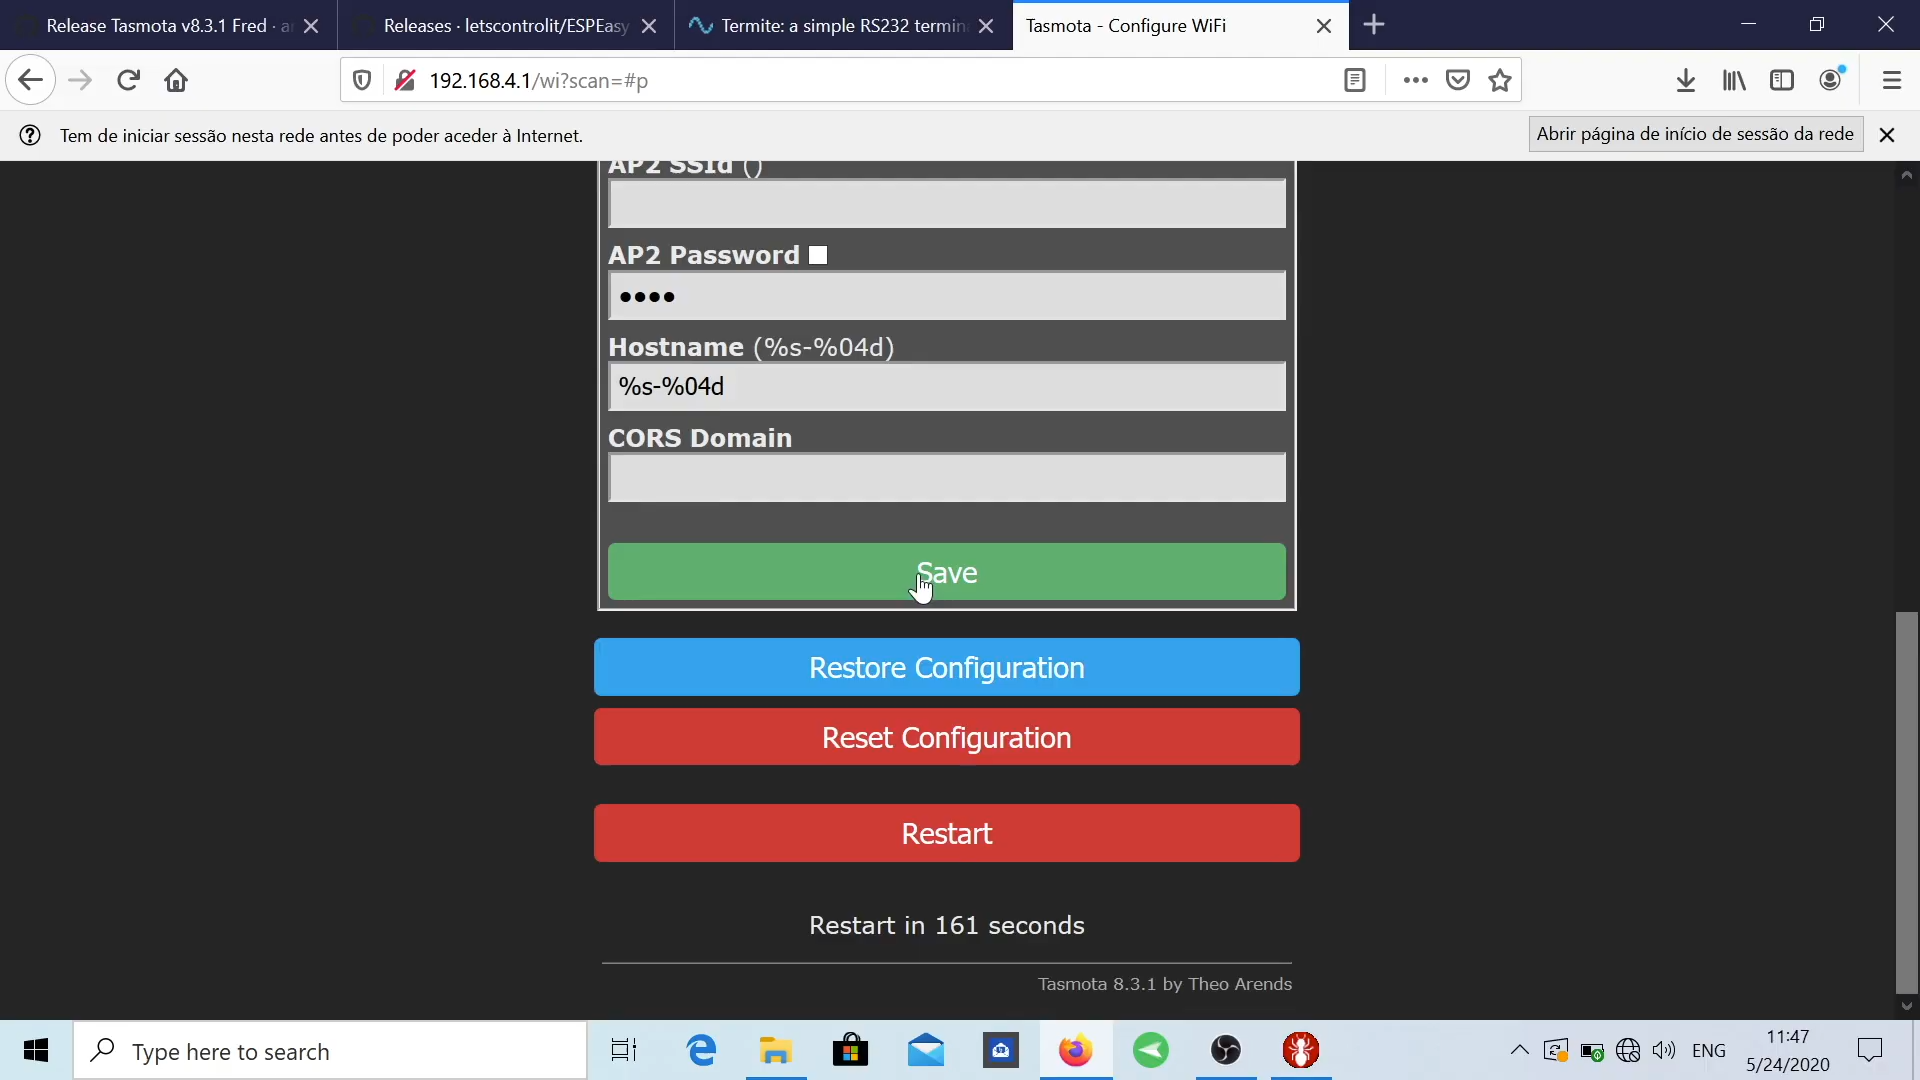 Release Tasmota v8.3.1 Fred · a
Releases · letscontrolit/ESPEasy
Termite: a simple RS232 termin
Tasmota - Configure WiFi
192.168.4.1/wi?scan=#p
Tem de iniciar sessão nesta rede antes de poder aceder à Internet.
Abrir página de início de sessão da rede
AP2 SSId ()
AP2 Password
••••
Hostname (%s-%04d)
%s-%04d
CORS Domain
Save
Restore Configuration
Reset Configuration
Restart
Restart in 161 seconds
Tasmota 8.3.1 by Theo Arends
Type here to search
ENG
11:47
5/24/2020